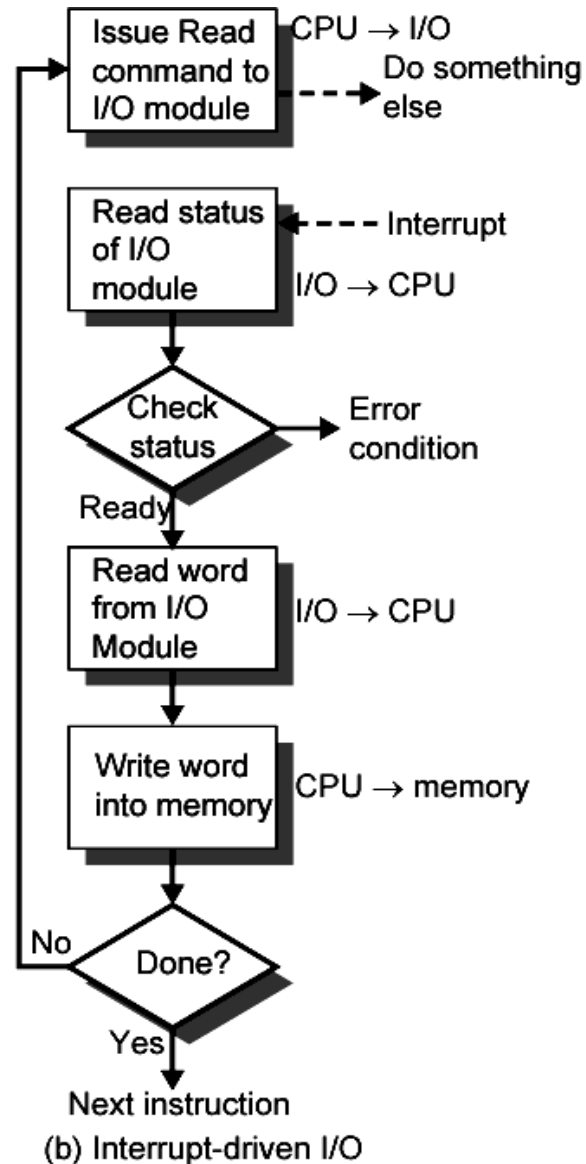 Issue Read
command to
I/O module
CPU → I/O
Do something
else
Read status
of I/O
module
Interrupt
I/O → CPU
Check
status
Error
condition
Ready
Read word
from I/O
Module
I/O → CPU
Write word
into memory
CPU → memory
No
Done?
Yes
Next instruction
(b) Interrupt-driven I/O